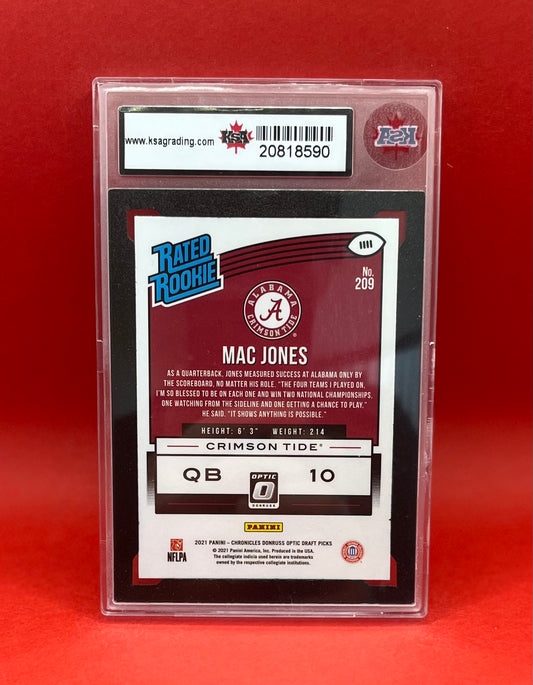 www.ksagrading.com
KSA
20818590
KSA
RATED
ROOKIE
No.
209
ALABAMA
A
CRIMSON TIDE
MAC JONES
AS A QUARTERBACK, JONES MEASURED SUCCESS AT ALABAMA ONLY BY
THE SCOREBOARD, NO MATTER HIS ROLE. "THE FOUR TEAMS I PLAYED ON,
I'M SO BLESSED TO BE ON EACH ONE AND WIN TWO NATIONAL CHAMPIONSHIPS,
ONE WATCHING FROM THE SIDELINE AND ONE GETTING A CHANCE TO PLAY,"
HE SAID. "IT SHOWS ANYTHING IS POSSIBLE."
HEIGHT: 6' 3" WEIGHT: 214
CRIMSON TIDE®
QB
OPTIC
DONRUSS
10
PANINI
2021 PANINI – CHRONICLES DONRUSS OPTIC DRAFT PICKS
© 2021 Panini America, Inc. Produced in the USA.
The collegiate indicia used herein are trademarks
owned by the respective collegiate institutions.
NFLPA